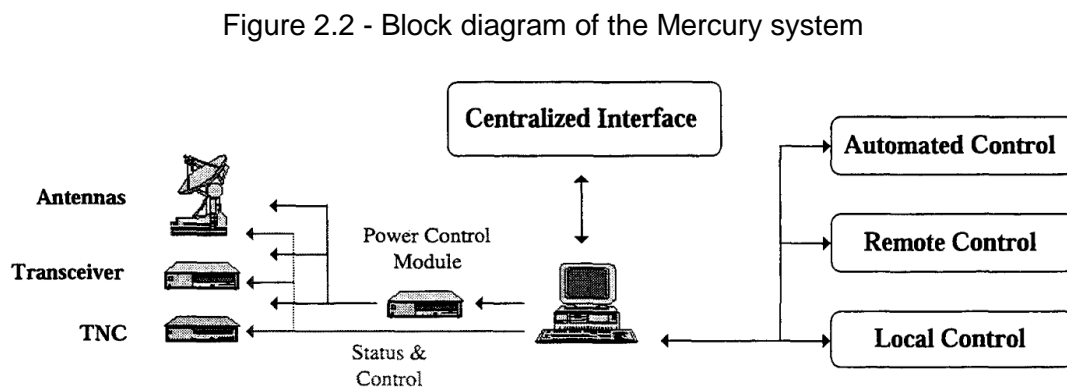 Figure 2.2 - Block diagram of the Mercury system
Centralized Interface
Automated Control
Antennas
Power Control
Module
Remote Control
Transceiver
TNC
Status &
Control
Local Control